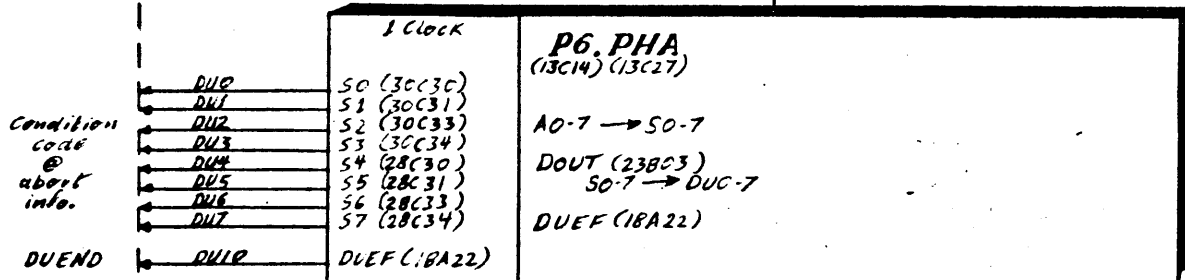 1 Clock
P6. PHA
(13C14) (13C27)
DU0 S0 (30C30)
DU1 S1 (30C31)
DU2 S2 (30C33)
DU3 S3 (30C34)
DU4 S4 (28C30)
DU5 S5 (28C31)
DU6 S6 (28C33)
DU7 S7 (28C34)
Condition
code
@
abort
info.
A0-7 → S0-7
DOUT (23BC3)
S0-7 → DU0-7
DUEF (18A22)
DUEND DU10 DUEF (18A22)